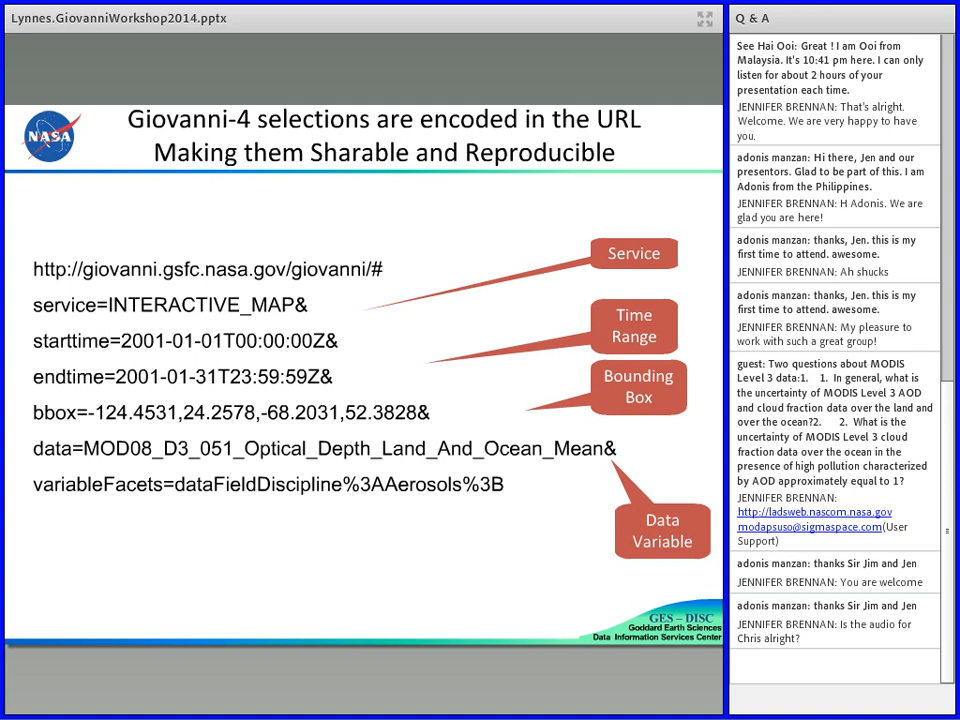 Lynnes.GiovanniWorkshop2014.pptx
NASA
Giovanni-4 selections are encoded in the URL
Making them Sharable and Reproducible
http://giovanni.gsfc.nasa.gov/giovanni/#
service=INTERACTIVE_MAP&
starttime=2001-01-01T00:00:00Z&
endtime=2001-01-31T23:59:59Z&
bbox=-124.4531,24.2578,-68.2031,52.3828&
data=MOD08_D3_051_Optical_Depth_Land_And_Ocean_Mean&
variableFacets=dataFieldDiscipline%3AAerosols%3B
Service
Time
Range
Bounding
Box
Data
Variable
GES – DISC
Goddard Earth Sciences
Data Information Services Center
Q & A
See Hai Ooi: Great ! I am Ooi from
Malaysia. It's 10:41 pm here. I can only
listen for about 2 hours of your
presentation each time.
JENNIFER BRENNAN: That's alright.
Welcome. We are very happy to have
you.
adonis manzan: Hi there, Jen and our
presentors. Glad to be part of this. I am
Adonis from the Philippines.
JENNIFER BRENNAN: H Adonis. We are
glad you are here!
adonis manzan: thanks, Jen. this is my
first time to attend. awesome.
JENNIFER BRENNAN: Ah shucks
adonis manzan: thanks, Jen. this is my
first time to attend. awesome.
JENNIFER BRENNAN: My pleasure to
work with such a great group!
guest: Two questions about MODIS
Level 3 data:1. 1. In general, what is
the uncertainty of MODIS Level 3 AOD
and cloud fraction data over the land and
over the ocean?2. 2. What is the
uncertainty of MODIS Level 3 cloud
fraction data over the ocean in the
presence of high pollution characterized
by AOD approximately equal to 1?
JENNIFER BRENNAN:
http://ladsweb.nascom.nasa.gov
modapsuso@sigmaspace.com(User
Support)
adonis manzan: thanks Sir Jim and Jen
JENNIFER BRENNAN: You are welcome
adonis manzan: thanks Sir Jim and Jen
JENNIFER BRENNAN: Is the audio for
Chris alright?